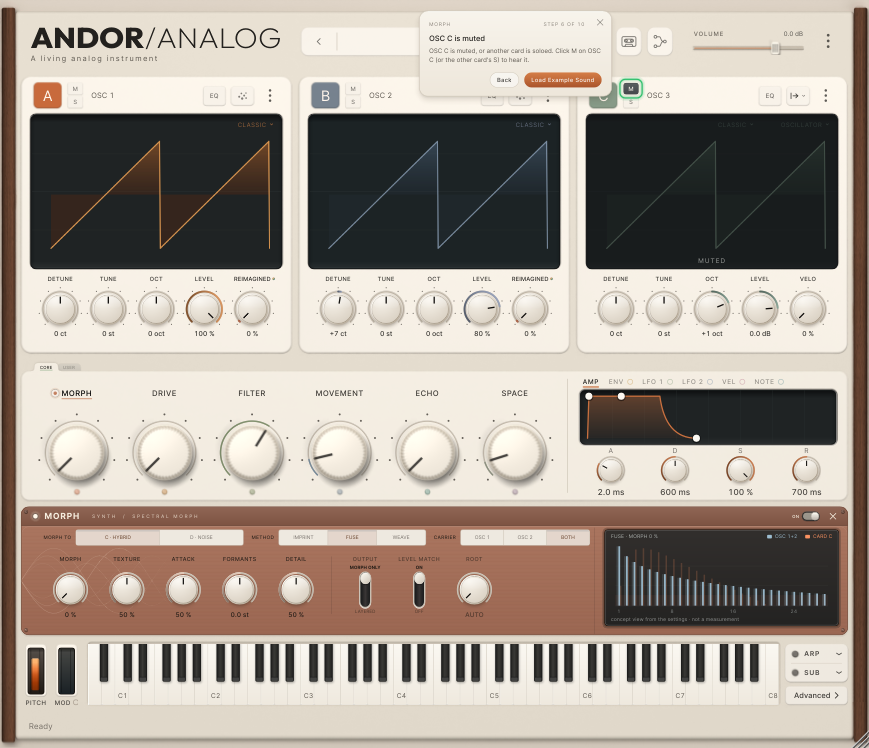 ANDOR/ANALOG
A living analog instrument
MORPH STEP 6 OF 10
OSC C is muted
OSC C is muted, or another card is soloed. Click M on OSC
C (or the other card's S) to hear it.
Back Load Example Sound
VOLUME 0.0 dB
A M S OSC 1 EQ
B M S OSC 2
M S OSC 3 EQ
CLASSIC
CLASSIC
CLASSIC OSCILLATOR
MUTED
DETUNE TUNE OCT LEVEL REIMAGINED
0 ct 0 st 0 oct 100 % 0 %
DETUNE TUNE OCT LEVEL REIMAGINED
+7 ct 0 st 0 oct 80 % 0 %
DETUNE TUNE OCT LEVEL VELO
0 ct 0 st +1 oct 0.0 dB 0 %
CORE USER
MORPH DRIVE FILTER MOVEMENT ECHO SPACE
AMP ENV LFO 1 LFO 2 VEL NOTE
A D S R
2.0 ms 600 ms 100 % 700 ms
MORPH SYNTH / SPECTRAL MORPH ON
MORPH TO C · HYBRID D · NOISE METHOD IMPRINT FUSE WEAVE CARRIER OSC 1 OSC 2 BOTH
MORPH TEXTURE ATTACK FORMANTS DETAIL OUTPUT LEVEL MATCH ROOT
MORPH ONLY ON
LAYERED OFF
0 % 50 % 50 % 0.0 st 50 % AUTO
FUSE · MORPH 0 % OSC 1+2 CARD C
1 8 16 24
concept view from the settings · not a measurement
PITCH MOD
C1 C2 C3 C4 C5 C6 C7 C8
ARP
SUB
Advanced
Ready